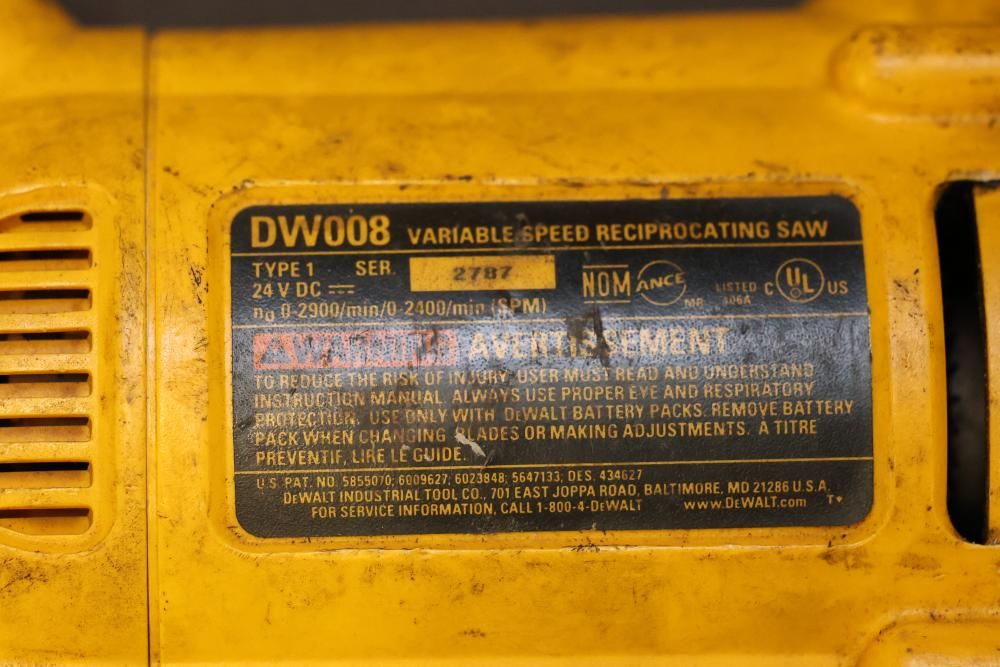 DW008 VARIABLE SPEED RECIPROCATING SAW
TYPE 1 SER. 2787 NOM ANCE LISTED C UL US
24 V DC MR 406A
n₀ 0-2900/min/0-2400/min (SPM)
WARNING AVERTISSEMENT
TO REDUCE THE RISK OF INJURY, USER MUST READ AND UNDERSTAND
INSTRUCTION MANUAL. ALWAYS USE PROPER EYE AND RESPIRATORY
PROTECTION. USE ONLY WITH DEWALT BATTERY PACKS. REMOVE BATTERY
PACK WHEN CHANGING BLADES OR MAKING ADJUSTMENTS. À TITRE
PRÉVENTIF, LIRE LE GUIDE.
U.S. PAT. NO. 5855070; 6009627; 6023848; 5647133, DES. 434627
DEWALT INDUSTRIAL TOOL CO., 701 EAST JOPPA ROAD, BALTIMORE, MD 21286 U.S.A.
FOR SERVICE INFORMATION, CALL 1-800-4-DEWALT www.DEWALT.com T*